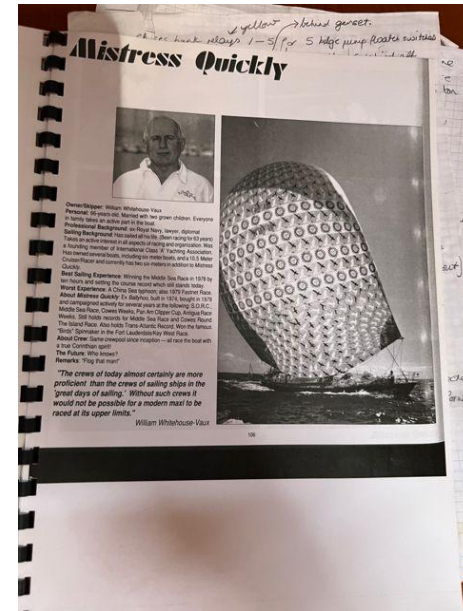 yellow → behind genset.
relays 1-5/for 5 bilge pump floater switches
Mistress Quickly
Owner/Skipper: William Whitehouse-Vaux
Personal: 66-years-old. Married with two grown children. Everyone
in family takes an active part in the boat.
Professional Background: ex-Royal Navy, lawyer, diplomat
Sailing Background: Has sailed all his life. (Been racing for 63 years)
Takes an active interest in all aspects of racing and organization. Was
a founding member of International Class 'A' Yachting Association.
Has owned several boats, including six meter boats, and a 10.5 Meter
Cruiser/Racer and currently has two six-meters in addition to Mistress
Quickly.
Best Sailing Experience: Winning the Middle Sea Race in 1978 by
ten hours and setting the course record which still stands today.
Worst Experience: A China Sea typhoon; also 1979 Fastnet Race.
About Mistress Quickly: Ex Ballyhoo, built in 1974, bought in 1978
and campaigned actively for several years at the following: S.O.R.C.,
Middle Sea Race, Cowes Weeks, Pan Am Clipper Cup, Antigua Race
Weeks. Still holds records for Middle Sea Race and Cowes Round
The Island Race. Also holds Trans-Atlantic Record. Won the famous
"Birds" Spinnaker in the Fort Lauderdale/Key West Race.
About Crew: Same crewpool since inception — all race the boat with
a true Corinthian spirit!
The Future: Who knows?
Remarks: "Flog that man!"
"The crews of today almost certainly are more
proficient than the crews of sailing ships in the
'great days of sailing.' Without such crews it
would not be possible for a modern maxi to be
raced at its upper limits."
William Whitehouse-Vaux
106